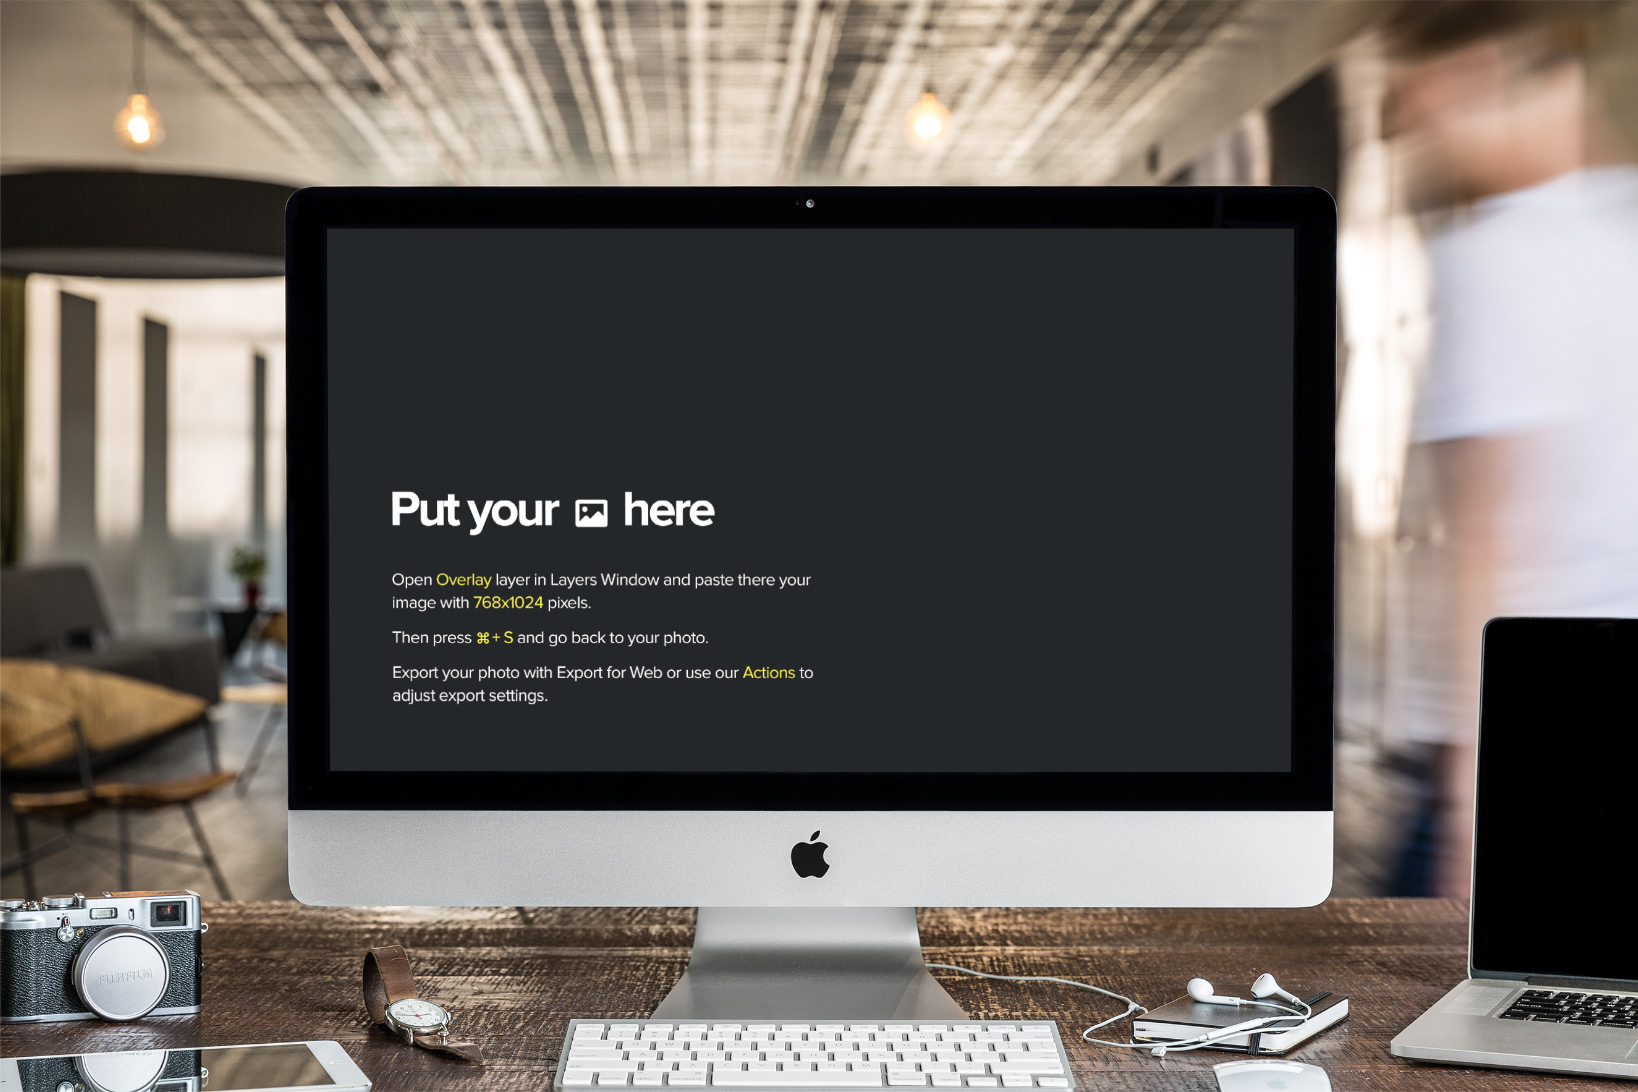 Put your here
Open Overlay layer in Layers Window and paste there your
image with 768x1024 pixels.
Then press ⌘+ S and go back to your photo.
Export your photo with Export for Web or use our Actions to
adjust export settings.
FUJIFILM